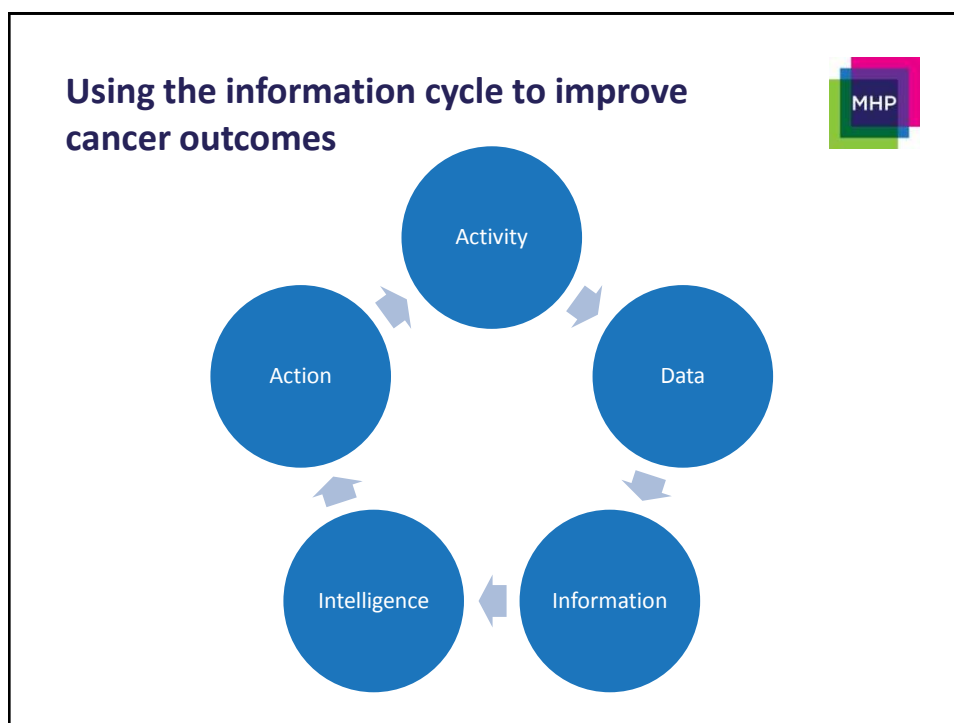 Using the information cycle to improve
cancer outcomes
MHP
Activity
Data
Information
Intelligence
Action